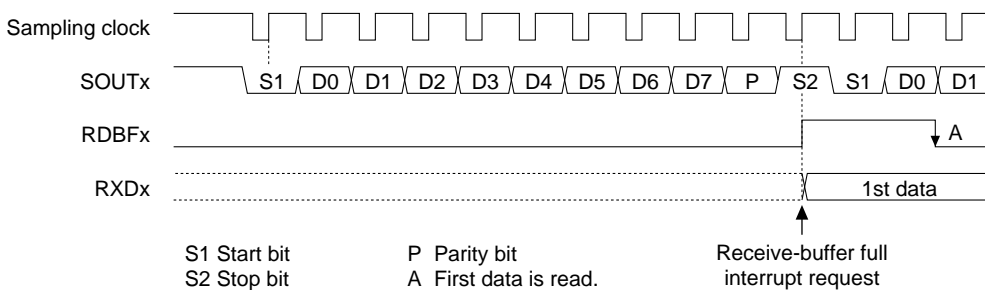 Sampling clock
SOUTx S1 D0 D1 D2 D3 D4 D5 D6 D7 P S2 S1 D0 D1
RDBFx A
RXDx 1st data
S1 Start bit P Parity bit Receive-buffer full
S2 Stop bit A First data is read. interrupt request